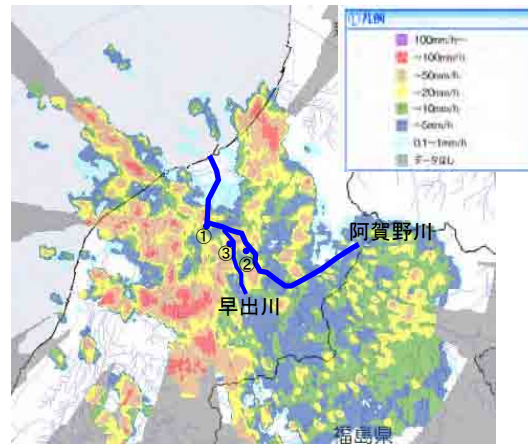 ①凡例
100mm/h～
～100mm/h
～50mm/h
～20mm/h
～10mm/h
～5mm/h
0.1～1mm/h
データなし
阿賀野川
①
③
②
早出川
福島県